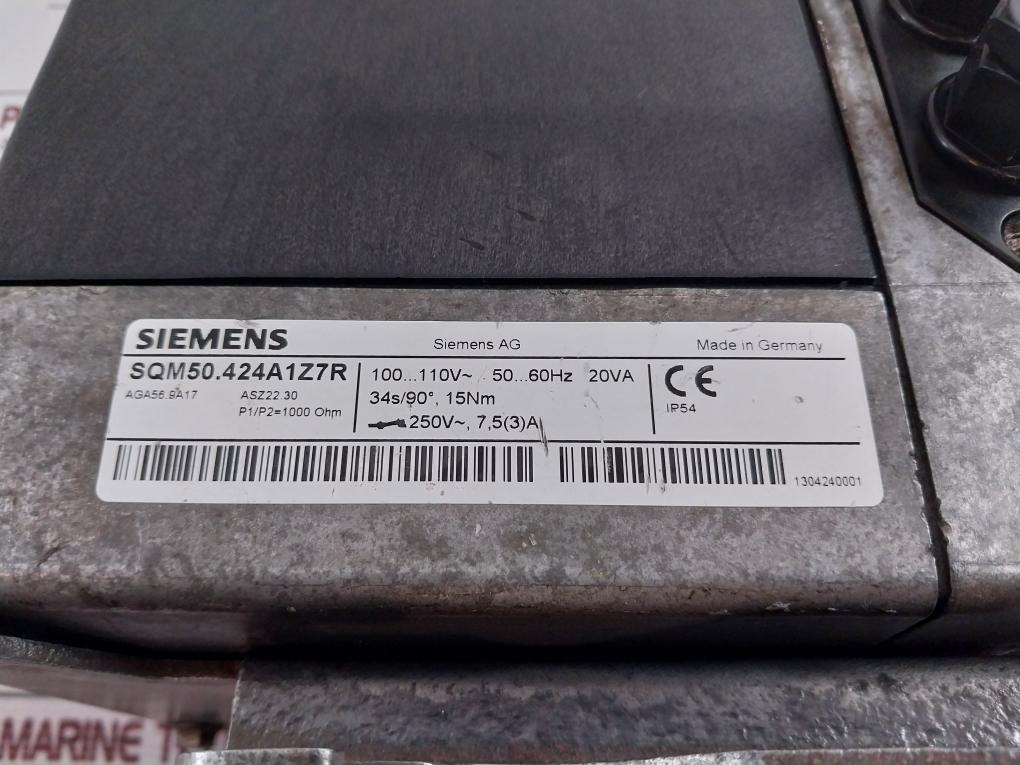 SIEMENS Siemens AG Made in Germany
SQM50.424A1Z7R 100...110V~ 50...60Hz 20VA CE
AGA56.9A17 ASZ22.30 34s/90°, 15Nm IP54
P1/P2=1000 Ohm 250V~, 7,5(3)A
1304240001
P
MARINE